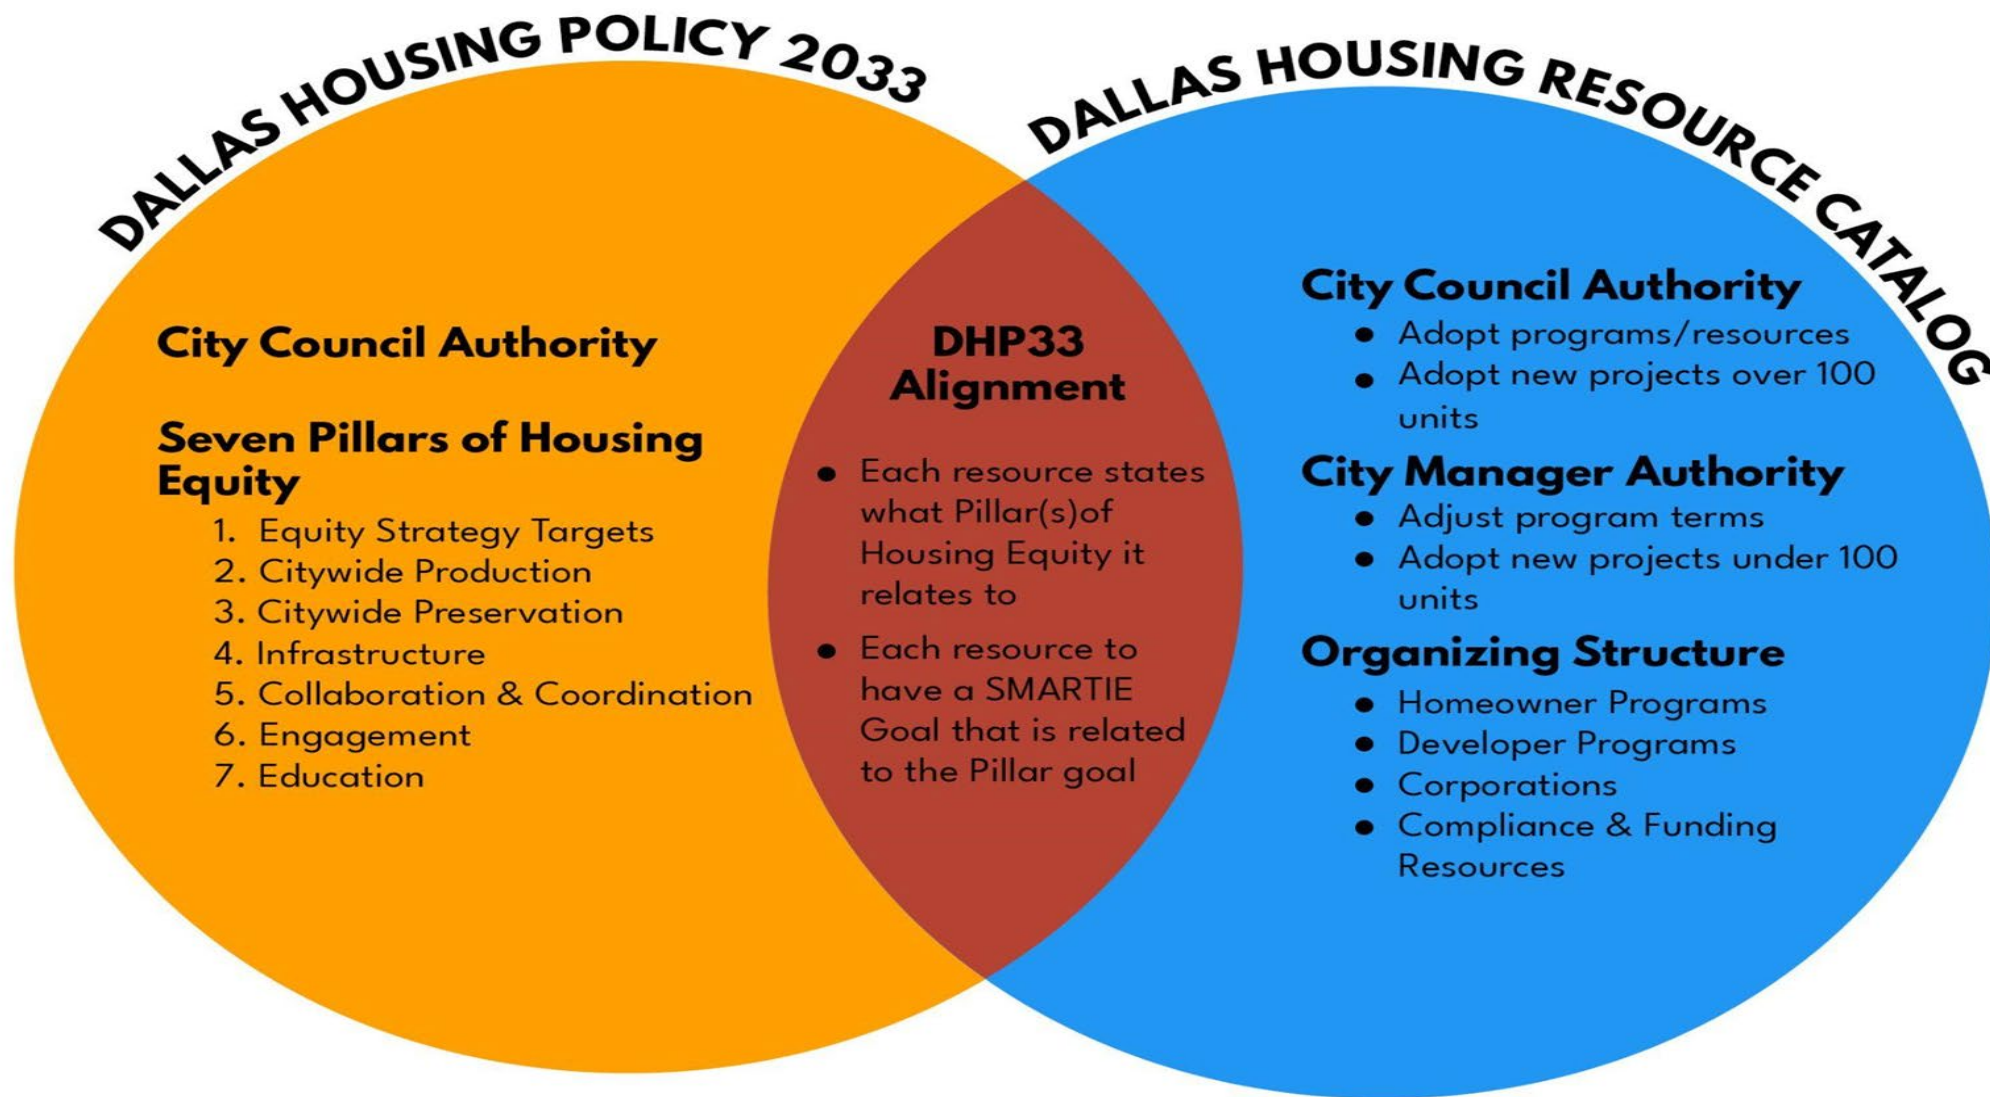 DALLAS HOUSING POLICY 2033
City Council Authority
Seven Pillars of Housing
Equity
1. Equity Strategy Targets
2. Citywide Production
3. Citywide Preservation
4. Infrastructure
5. Collaboration & Coordination
6. Engagement
7. Education
DHP33
Alignment
• Each resource states
what Pillar(s)of
Housing Equity it
relates to
• Each resource to
have a SMARTIE
Goal that is related
to the Pillar goal
DALLAS HOUSING RESOURCE CATALOG
City Council Authority
• Adopt programs/resources
• Adopt new projects over 100
units
City Manager Authority
• Adjust program terms
• Adopt new projects under 100
units
Organizing Structure
• Homeowner Programs
• Developer Programs
• Corporations
• Compliance & Funding
Resources